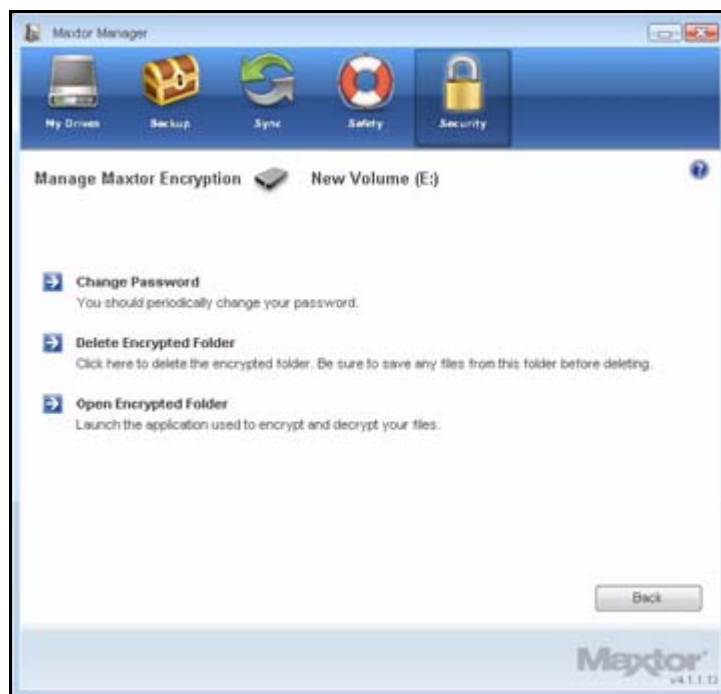 Maxtor Manager
My Drives
Backup
Sync
Safety
Security
Manage Maxtor Encryption
New Volume (E:)
Change Password
You should periodically change your password.
Delete Encrypted Folder
Click here to delete the encrypted folder. Be sure to save any files from this folder before deleting.
Open Encrypted Folder
Launch the application used to encrypt and decrypt your files.
Back
Maxtor